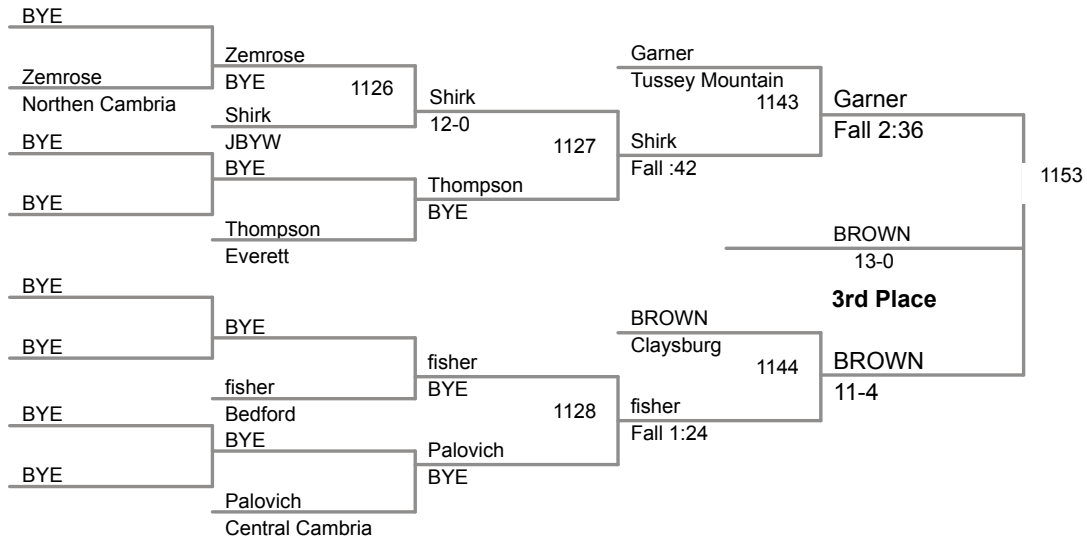 BYE
Zemrose
Northen Cambria
BYE
BYE
BYE
BYE
BYE
BYE
Zemrose
BYE
1126
Shirk
JBYW
BYE
Thompson
Everett
BYE
fisher
Bedford
BYE
Palovich
Central Cambria
Shirk
12-0
1127
Thompson
BYE
fisher
BYE
1128
Palovich
BYE
Garner
Tussey Mountain
1143
Shirk
Fall :42
BROWN
Claysburg
1144
fisher
Fall 1:24
Garner
Fall 2:36
1153
BROWN
13-0
3rd Place
BROWN
11-4